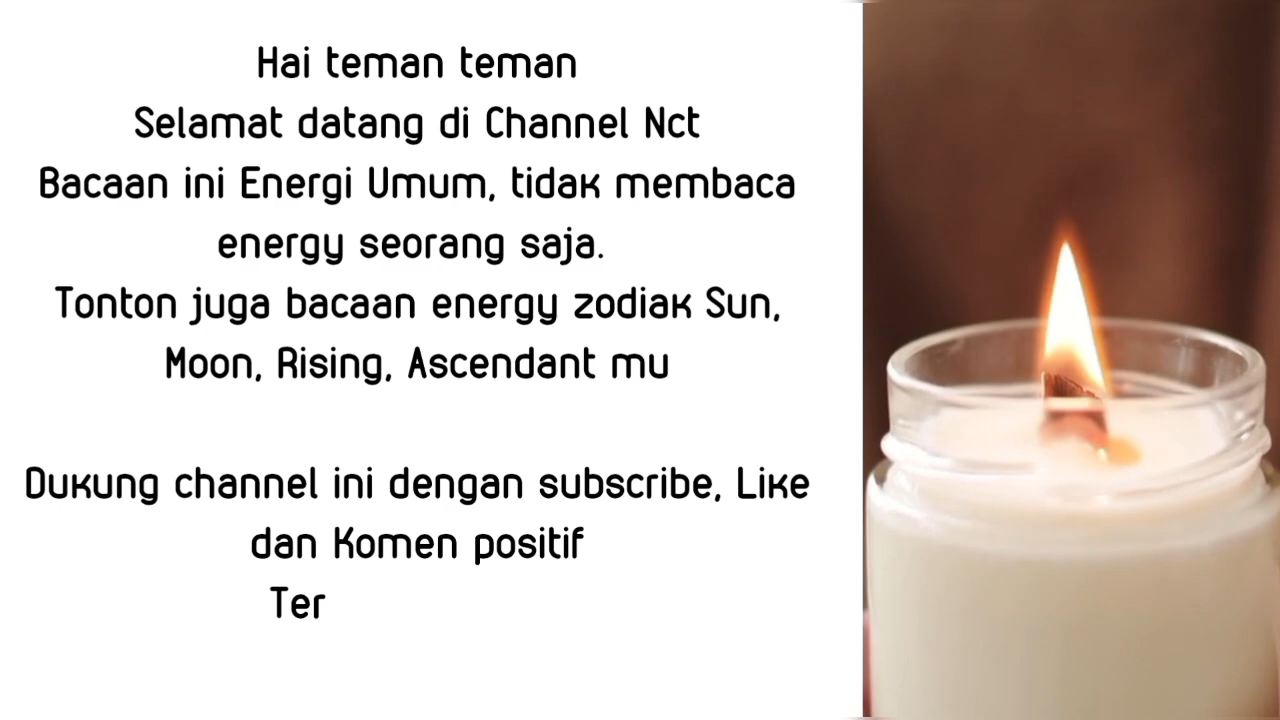 Hai teman teman
Selamat datang di Channel Nct
Bacaan ini Energi Umum, tidak membaca
energy seorang saja.
Tonton juga bacaan energy zodiak Sun,
Moon, Rising, Ascendant mu
Dukung channel ini dengan subscribe, Like
dan Komen positif
Ter